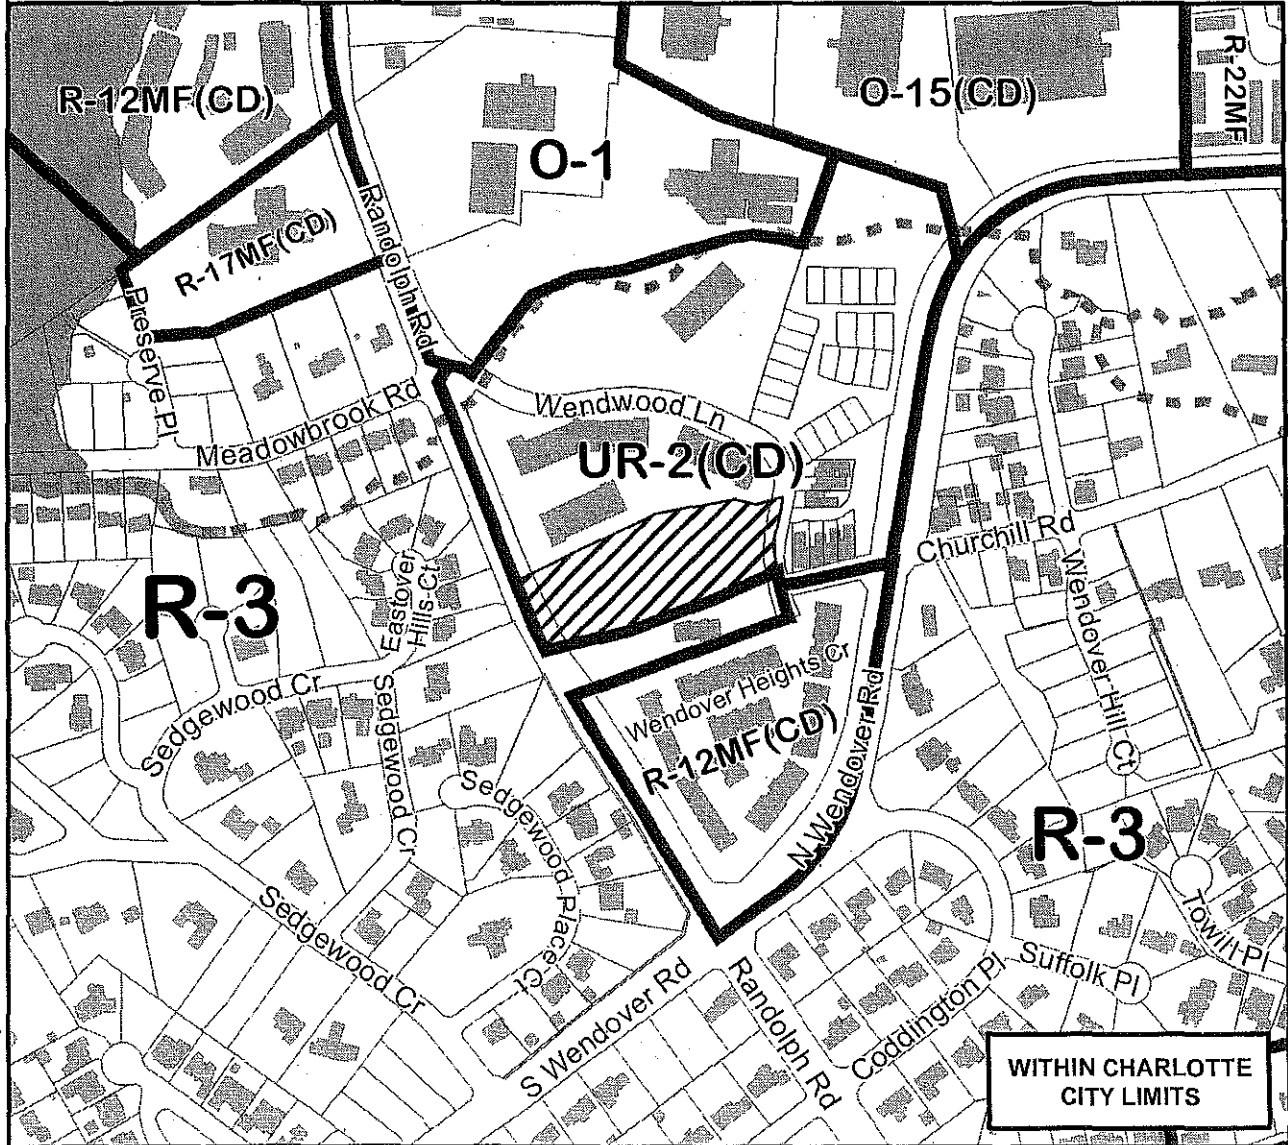 R-12MF(CD)
O-15(CD)
R-22MF
O-1
Randolph Rd
R-17MF(CD)
Preserve Pl
Meadowbrook Rd
Wendwood Ln
UR-2(CD)
Churchill Rd
Eastover
Hills Ct
R-3
Wendover Hill Ct
Sedgewood Cr
Sedgewood Cr
Wendover Heights Cr
R-12MF(CD)
N Wendover Rd
Sedgewood Place Ct
R-3
Towill Pl
Sedgewood Cr
Suffolk Pl
Coddington Pl
S Wendover Rd
Randolph Rd
WITHIN CHARLOTTE
CITY LIMITS